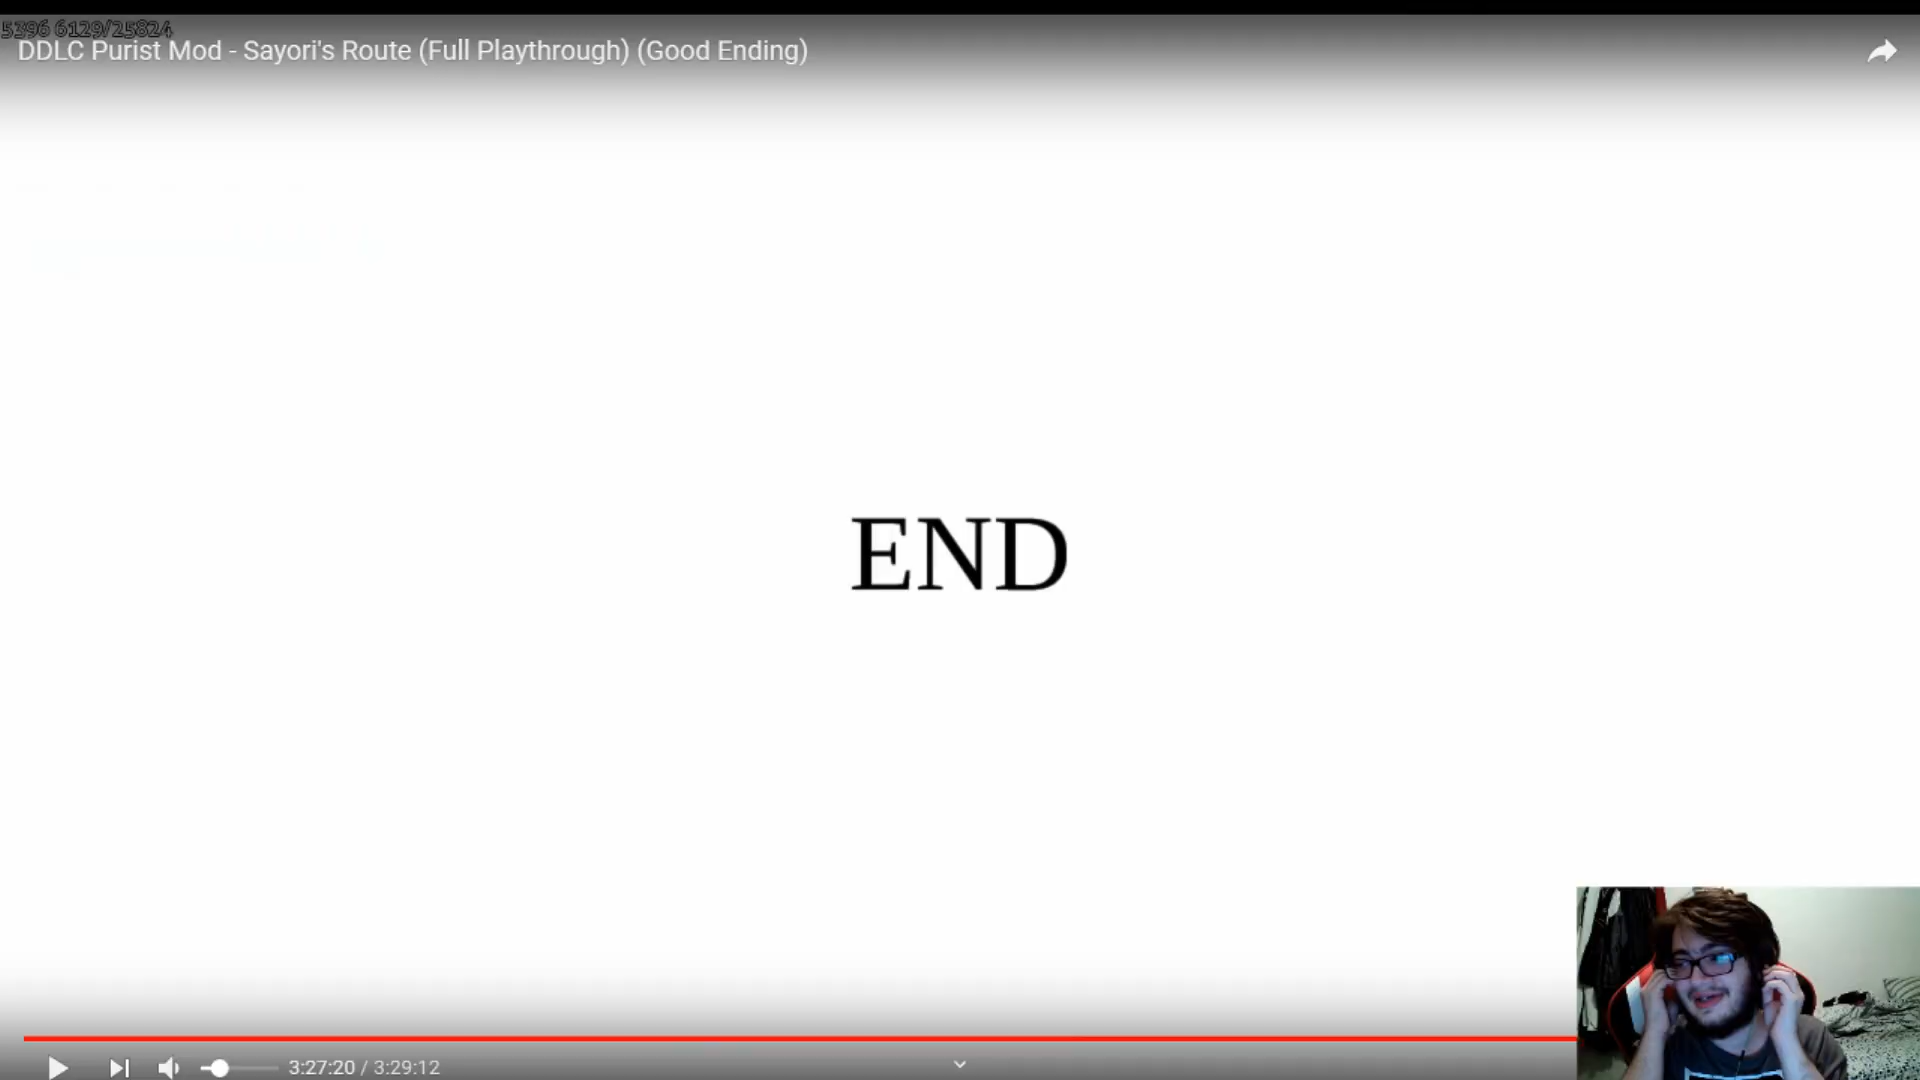 5396 6129/25824
DDLC Purist Mod - Sayori's Route (Full Playthrough) (Good Ending)
END
3:27:20 / 3:29:12